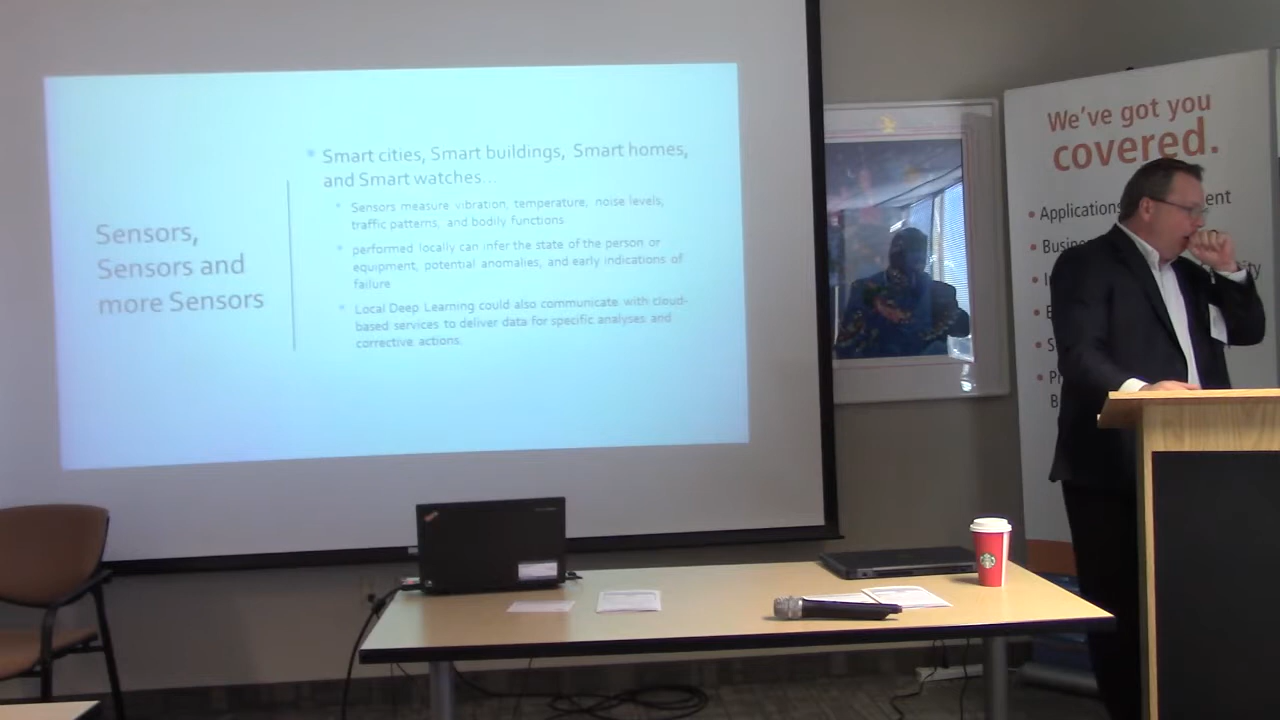 Sensors,
Sensors and
more Sensors
Smart cities, Smart buildings, Smart homes,
and Smart watches...
Sensors measure vibration, temperature, noise levels,
traffic patterns, and bodily functions
performed locally can infer the state of the person or
equipment, potential anomalies, and early indications of
failure
Local Deep Learning could also communicate with cloud-
based services to deliver data for specific analyses and
corrective actions.
We've got you
covered.
Applications